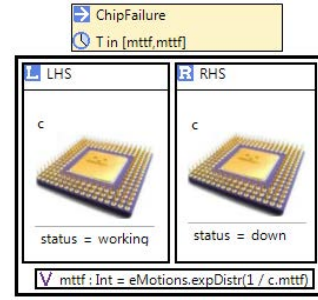 ChipFailure
T in [mttf,mttf]
L LHS
R RHS
c
c
status = working
status = down
V mttf : Int = eMotions.expDistr(1 / c.mttf)